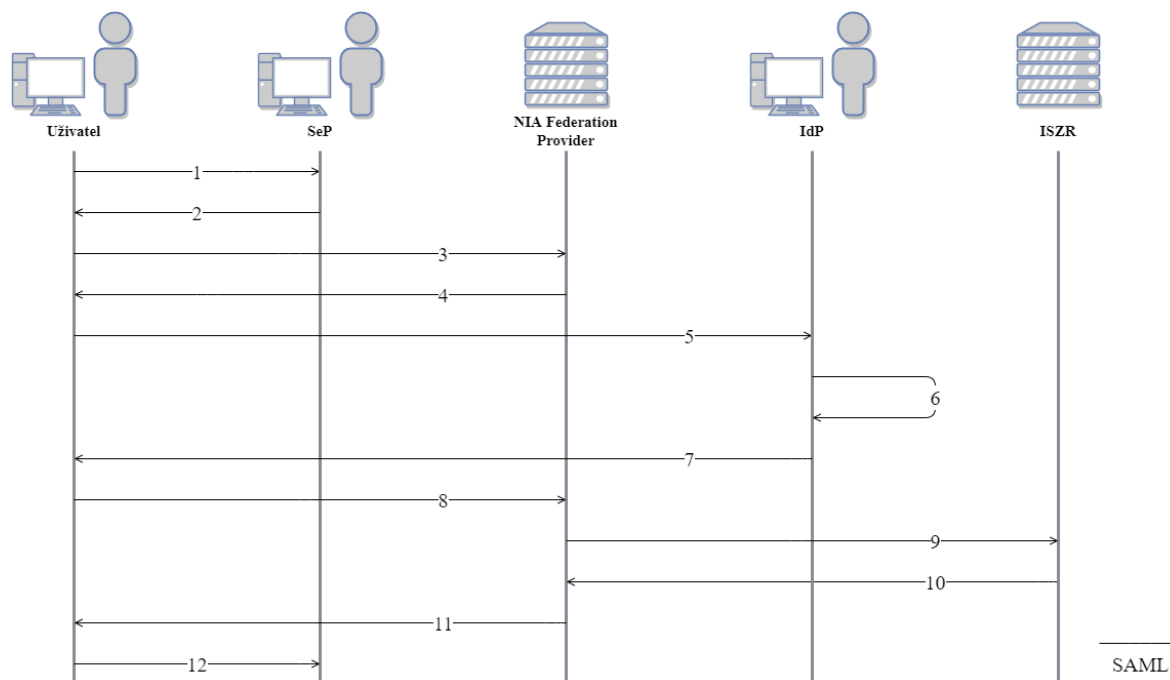 Uživatel
SeP
NIA Federation
Provider
IdP
ISZR
1
2
3
4
5
6
7
8
9
10
11
12
SAML